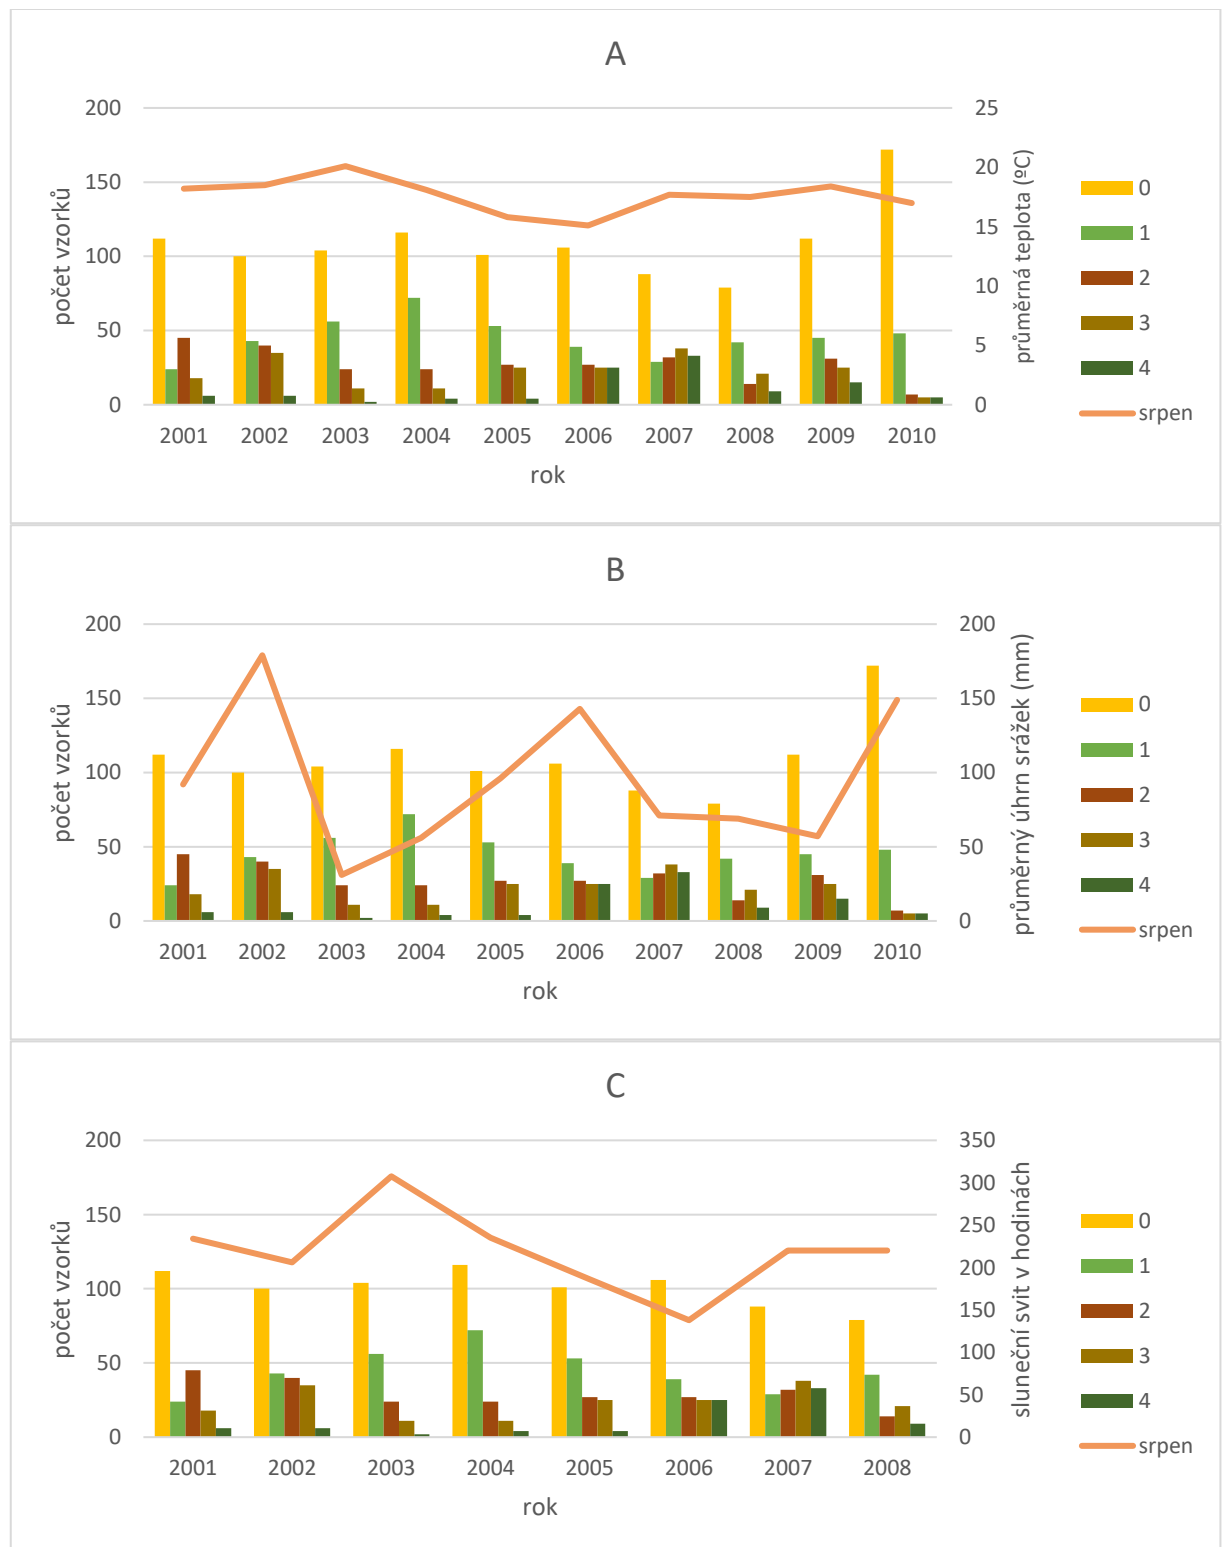 A
200
150
100
50
0
počet vzorků
25
20
15
10
5
0
průměrná teplota (ºC)
2001 2002 2003 2004 2005 2006 2007 2008 2009 2010
rok
0
1
2
3
4
srpen
B
200
150
100
50
0
počet vzorků
200
150
100
50
0
průměrný úhrn srážek (mm)
2001 2002 2003 2004 2005 2006 2007 2008 2009 2010
rok
0
1
2
3
4
srpen
C
200
150
100
50
0
počet vzorků
350
300
250
200
150
100
50
0
sluneční svit v hodinách
2001 2002 2003 2004 2005 2006 2007 2008
rok
0
1
2
3
4
srpen